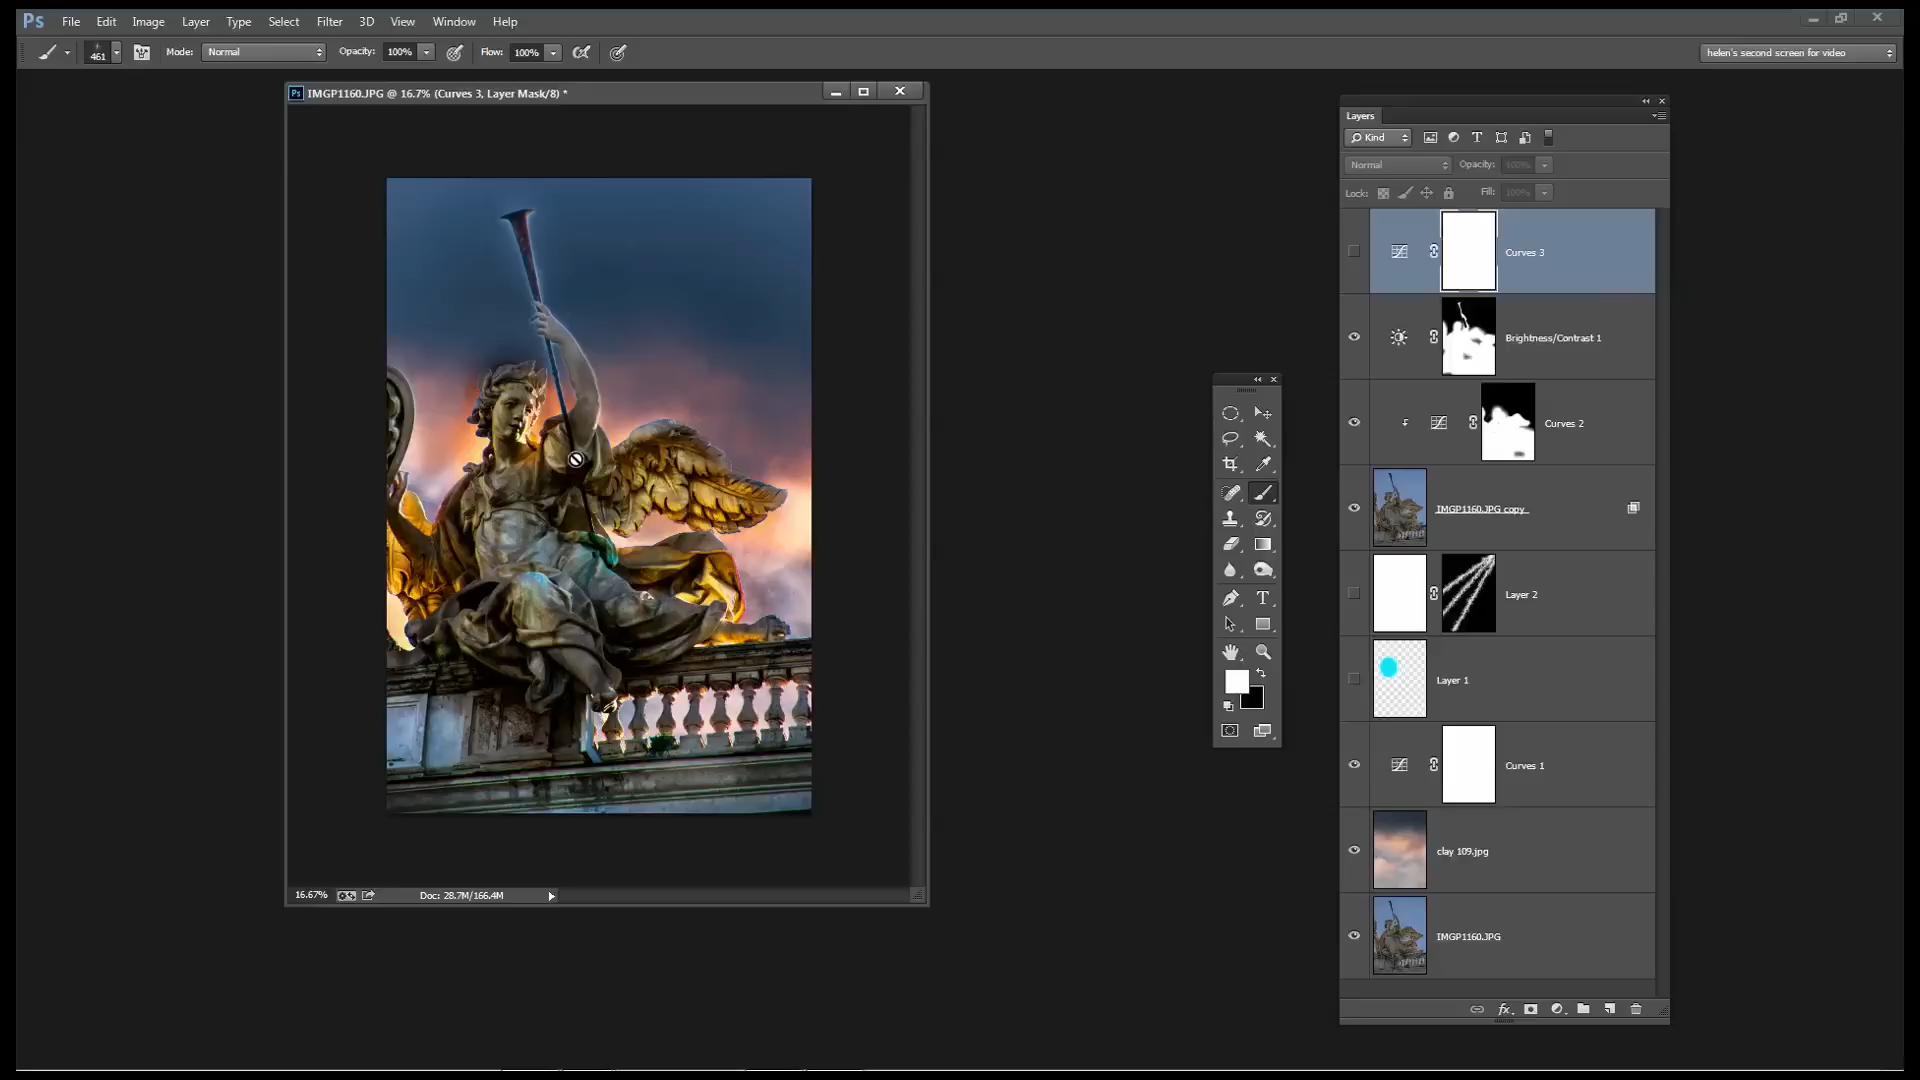 Ps File Edit Image Layer Type Select Filter 3D View Window Help
461 Mode: Normal Opacity: 100% Flow: 100% helen's second screen for video
Ps IMGP1160.JPG @ 16.7% (Curves 3, Layer Mask/8) *
Layers
Kind
Normal Opacity: 100%
Lock: Fill: 100%
Curves 3
Brightness/Contrast 1
Curves 2
IMGP1160.JPG copy
Layer 2
Layer 1
Curves 1
clay 109.jpg
IMGP1160.JPG
16.67% Doc: 28.7M/166.4M